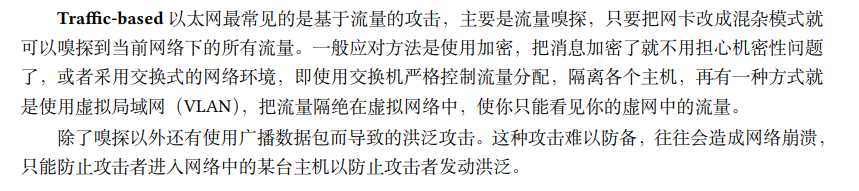 Traffic-based 以太网最常见的是基于流量的攻击，主要是流量嗅探，只要把网卡改成混杂模式就
可以嗅探到当前网络下的所有流量。一般应对方法是使用加密，把消息加密了就不用担心机密性问题
了，或者采用交换式的网络环境，即使用交换机严格控制流量分配，隔离各个主机，再有一种方式就
是使用虚拟局域网（VLAN），把流量隔绝在虚拟网络中，使你只能看见你的虚网中的流量。
除了嗅探以外还有使用广播数据包而导致的洪泛攻击。这种攻击难以防备，往往会造成网络崩溃，
只能防止攻击者进入网络中的某台主机以防止攻击者发动洪泛。